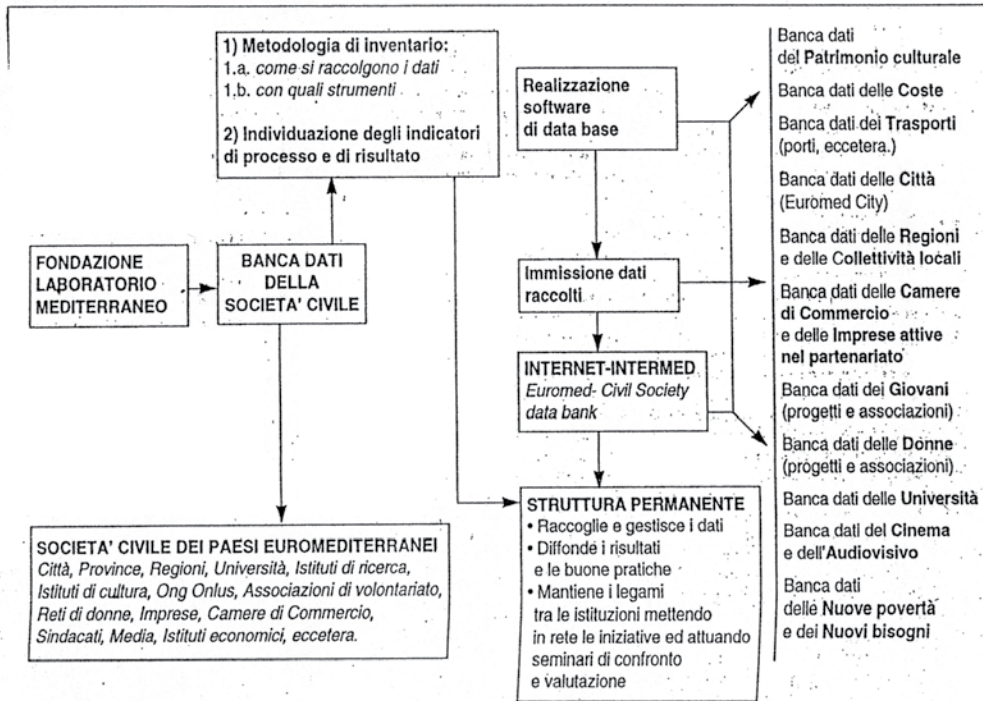 1) Metodologia di inventario:
1.a. come si raccolgono i dati
1.b. con quali strumenti
2) Individuazione degli indicatori
di processo e di risultato
FONDAZIONE
LABORATORIO
MEDITERRANEO
BANCA DATI
DELLA
SOCIETA' CIVILE
SOCIETA' CIVILE DEI PAESI EUROMEDITERRANEI
Città, Province, Regioni, Università, Istituti di ricerca,
Istituti di cultura, Ong Onlus, Associazioni di volontariato,
Reti di donne, Imprese, Camere di Commercio,
Sindacati, Media, Istituti economici, eccetera.
Realizzazione
software
di data base
Immissione dati
raccolti
INTERNET-INTERMED
Euromed- Civil Society
data bank
STRUTTURA PERMANENTE
• Raccoglie e gestisce i dati
• Diffonde i risultati
e le buone pratiche
• Mantiene i legami
tra le istituzioni mettendo
in rete le iniziative ed attuando
seminari di confronto
e valutazione
Banca dati
del Patrimonio culturale
Banca dati delle Coste
Banca dati dei Trasporti
(porti, eccetera.)
Banca dati delle Città
(Euromed City)
Banca dati delle Regioni
e delle Collettività locali
Banca dati delle Camere
di Commercio
e delle Imprese attive
nel partenariato
Banca dati dei Giovani
(progetti e associazioni)
Banca dati delle Donne
(progetti e associazioni)
Banca dati delle Università
Banca dati del Cinema
e dell'Audiovisivo
Banca dati
delle Nuove povertà
e dei Nuovi bisogni